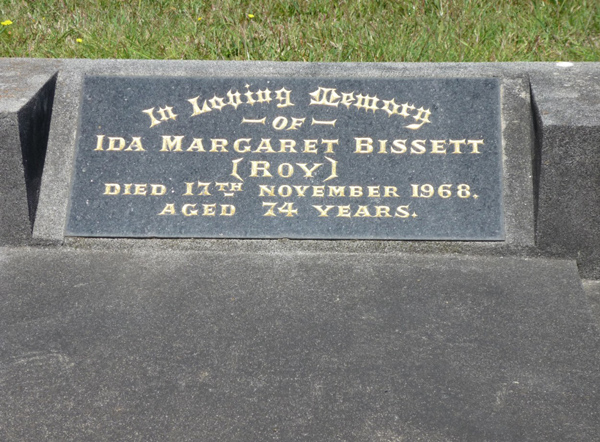 In Loving Memory
— OF —
IDA MARGARET BISSETT
(ROY)
DIED 17TH NOVEMBER 1968.
AGED 74 YEARS.